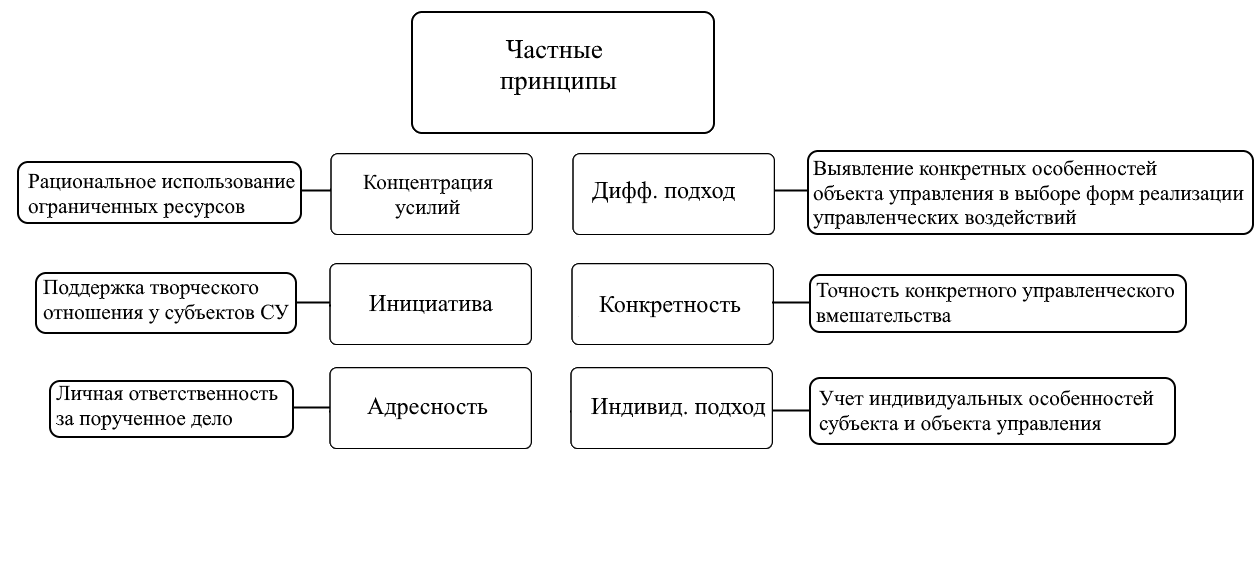 Частные
принципы
Рациональное использование
ограниченных ресурсов
Концентрация
усилий
Дифф. подход
Выявление конкретных особенностей
объекта управления в выборе форм реализации
управленческих воздействий
Поддержка творческого
отношения у субъектов СУ
Инициатива
Конкретность
Точность конкретного управленческого
вмешательства
Личная ответственность
за порученное дело
Адресность
Индивид. подход
Учет индивидуальных особенностей
субъекта и объекта управления